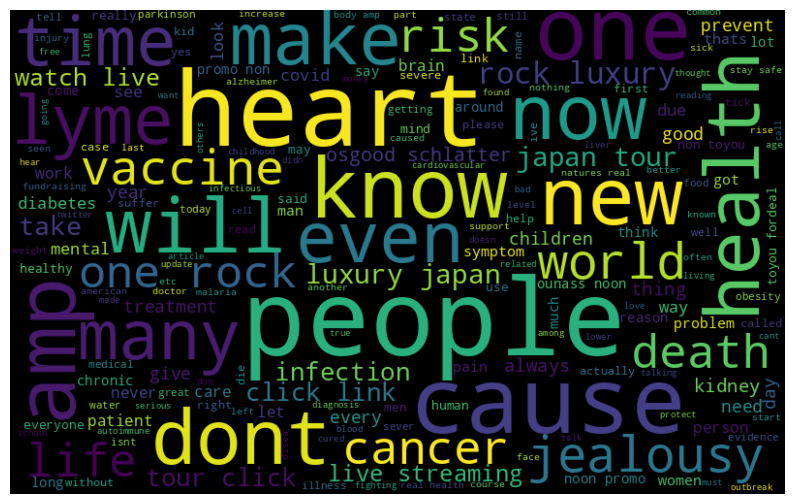 tell
really
parkinson
kid
yes
increase
body amp
part
state
still
common
injury
free
lung
time
make
risk
one
prevent
thats
lot
look
link
name
sick
watch live
promo non
covid
say
brain
severe
rock luxury
thought
stay safe
want
alzheimer
money
found
nothing
first
reading
tick
call
come
see
going
lyme
heart
getting
around
ive
now
due
health
mind
please
caused
good
rise
seen
others
case
last
childhood
didn
osgood schlatter
may
liver
non toyou
age
hear
work
vaccine
cardiovascular
japan tour
natures real
better
year
said
know
bad
food
got
diabetes
suffer
infectious
man
level
new
known
take
twitter
today
cell
help
well
fundraising
will
support
children
think
toyou fordeal
mental
read
even
doesn
symptom
world
often
weight
article
healthy
update
one rock
luxury japan
related
ounass noon
thing
living
etc
another
use
obesity
american
doctor
made
malaria
much
way
love
reason
called
amp
many
treatment
people
true
among
lower
problem
cant
medical
die
death
talking
chronic
give
infection
pain
always
actually
kidney
don
never
great
care
click link
cause
need
day
water
serious
right
left
let
every
men
human
protect
start
everyone
patient
diagnosis
person
isnt
blood
sever
evidence
school
autoimmune
cured
dont
cancer
face
talk
jealousy
life
tour click
live streaming
noon promo
women
must
long
without
illness
fighting
real health
course
outbreak